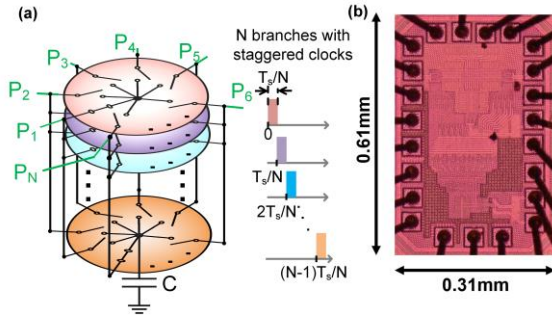 (a)
P₁
P₂
P₃
P₄
P₅
P₆
P_N
C
N branches with
staggered clocks
Tₛ/N
0
Tₛ/N
2Tₛ/N
(N-1)Tₛ/N
(b)
0.61mm
0.31mm